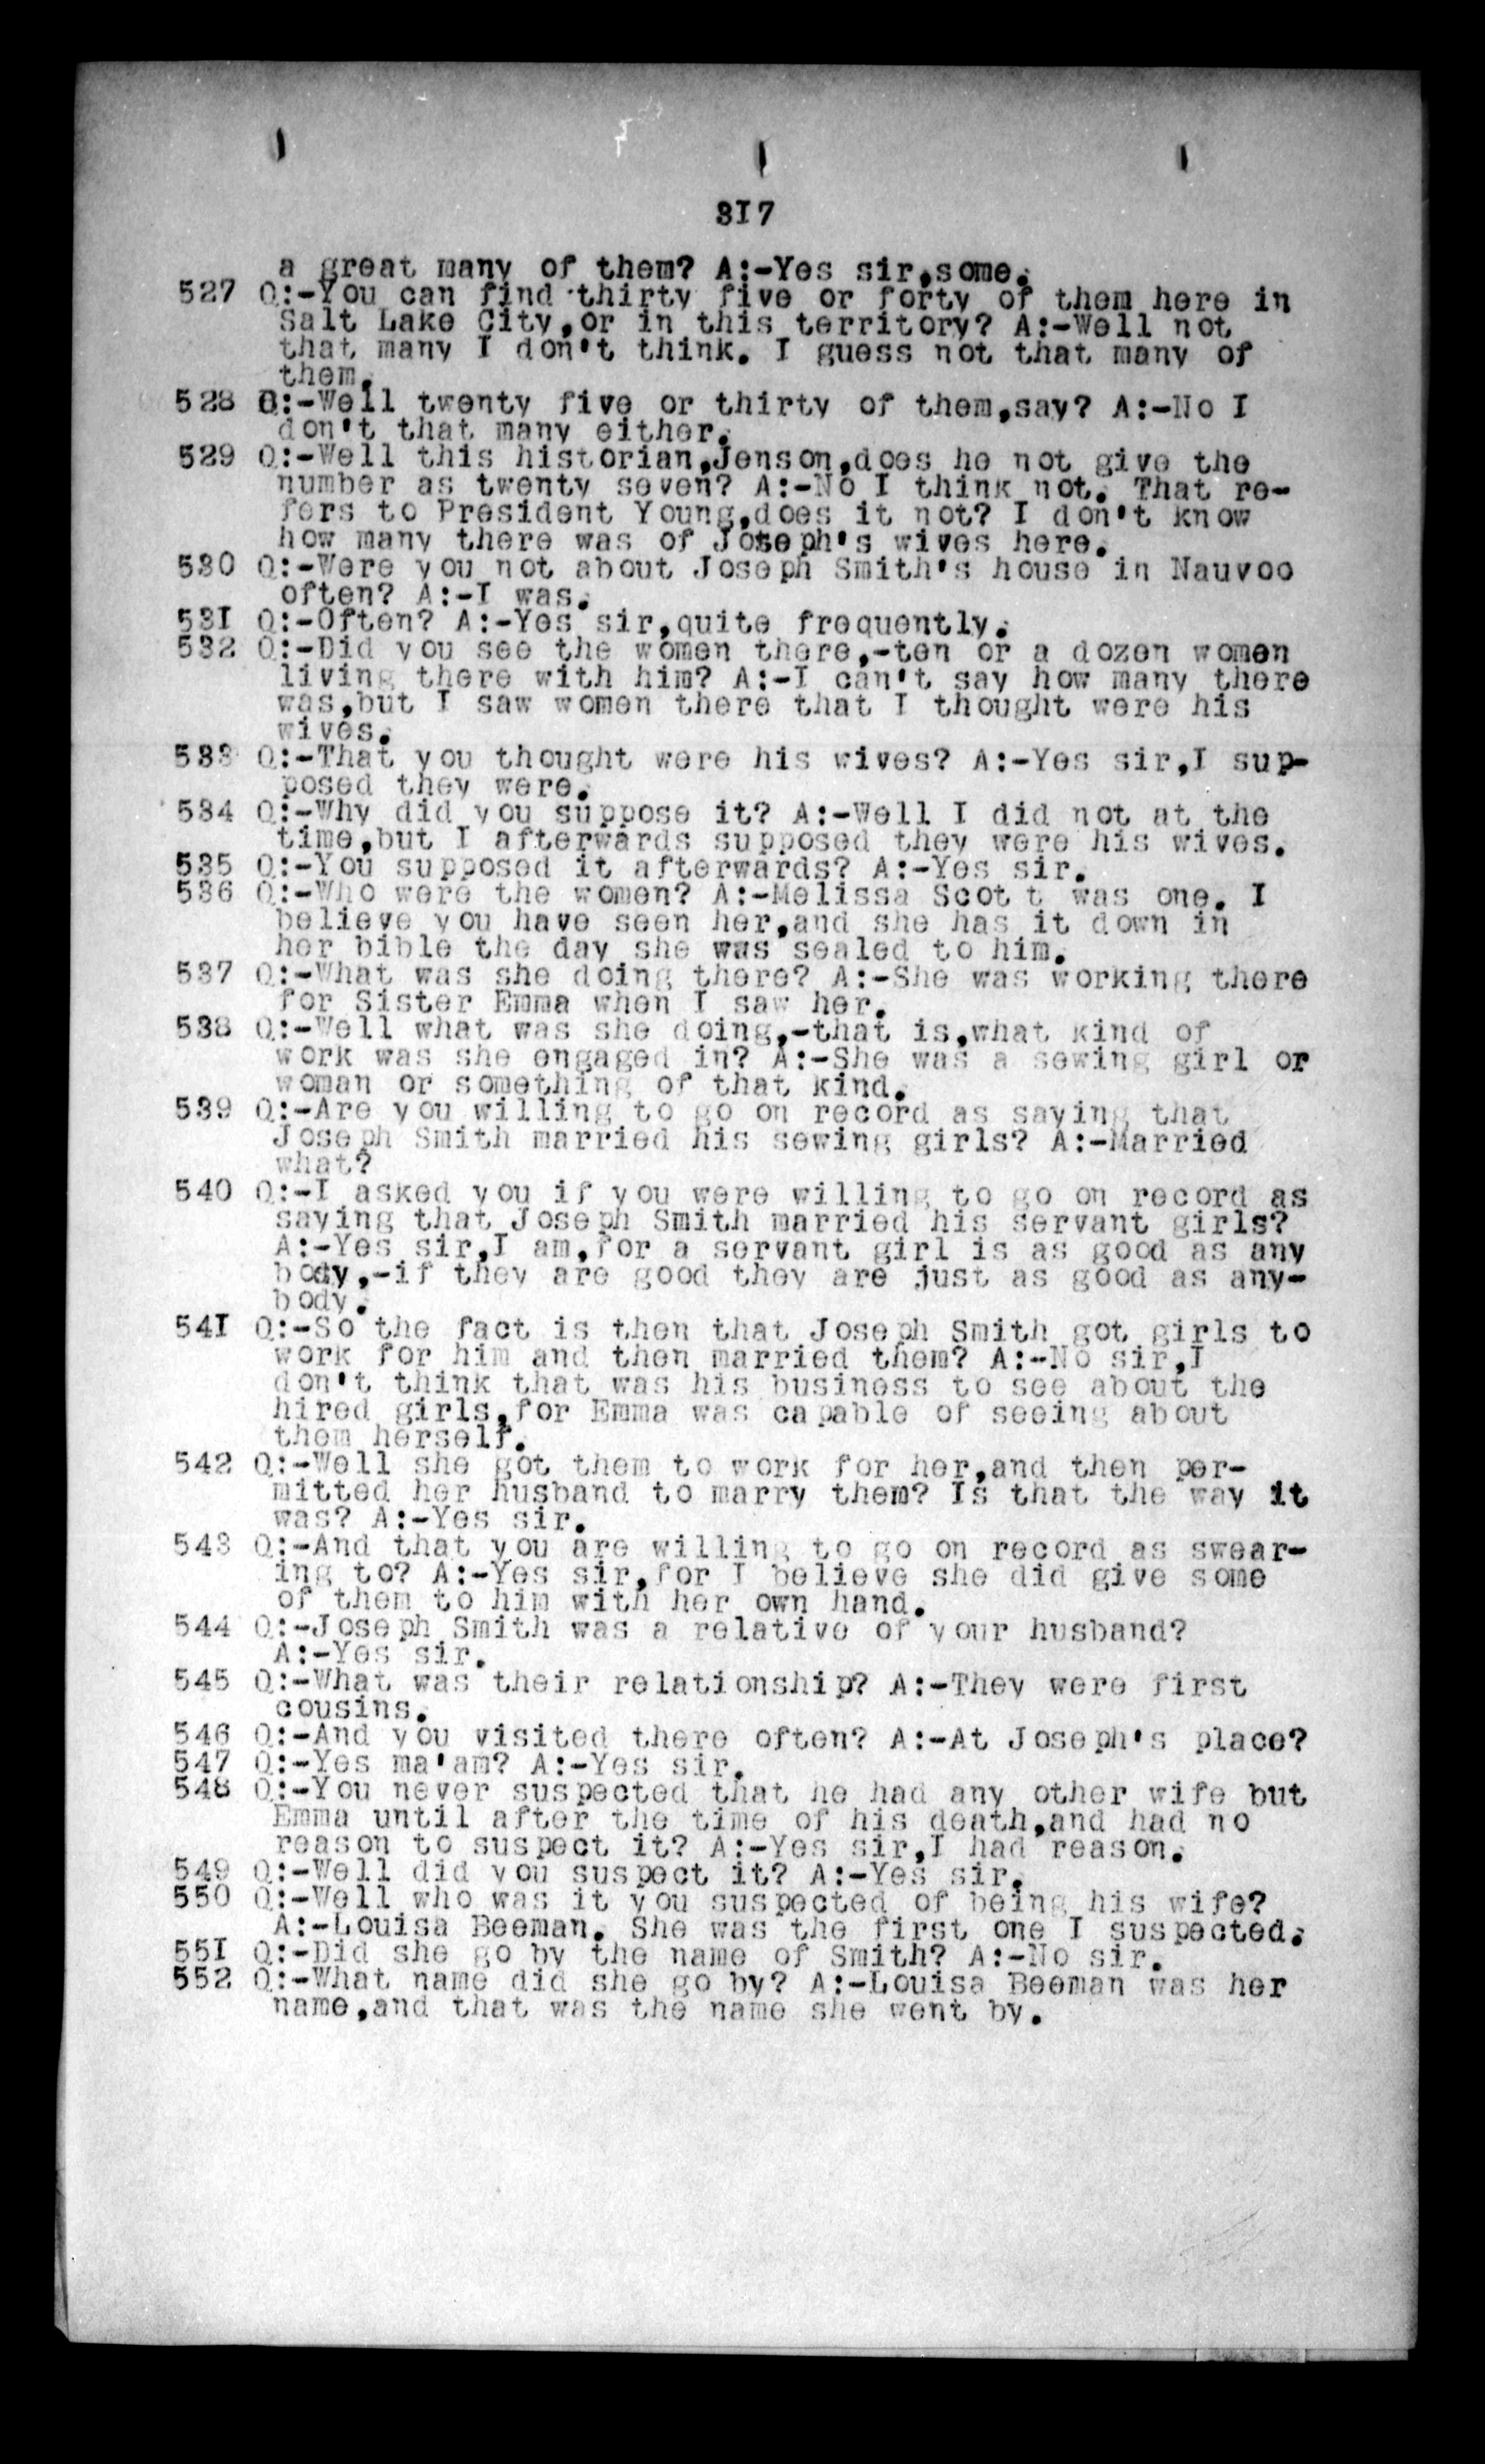 317
a great many of them? A:-Yes sir,some.
527 Q:-You can find thirty five or forty of them here in
Salt Lake City,or in this territory? A:-Well not
that many I don't think. I guess not that many of
them.
528 Q:-Well twenty five or thirty of them,say? A:-No I
don't that many either.
529 Q:-Well this historian,Jenson,does he not give the
number as twenty seven? A:-No I think not. That re-
fers to President Young,does it not? I don't know
how many there was of Joseph's wives here.
530 Q:-Were you not about Joseph Smith's house in Nauvoo
often? A:-I was.
531 Q:-Often? A:-Yes sir,quite frequently.
532 Q:-Did you see the women there,-ten or a dozen women
living there with him? A:-I can't say how many there
was,but I saw women there that I thought were his
wives.
533 Q:-That you thought were his wives? A:-Yes sir,I sup-
posed they were.
534 Q:-Why did you suppose it? A:-Well I did not at the
time,but I afterwards supposed they were his wives.
535 Q:-You supposed it afterwards? A:-Yes sir.
536 Q:-Who were the women? A:-Melissa Scot t was one. I
believe you have seen her,and she has it down in
her bible the day she was sealed to him.
537 Q:-What was she doing there? A:-She was working there
for Sister Emma when I saw her.
538 Q:-Well what was she doing,-that is,what kind of
work was she engaged in? A:-She was a sewing girl or
woman or something of that kind.
539 Q:-Are you willing to go on record as saying that
Joseph Smith married his sewing girls? A:-Married
what?
540 Q:-I asked you if you were willing to go on record as
saying that Joseph Smith married his servant girls?
A:-Yes sir,I am,for a servant girl is as good as any
body,-if they are good they are just as good as any-
body.
541 Q:-So the fact is then that Joseph Smith got girls to
work for him and then married them? A:-No sir,I
don't think that was his business to see about the
hired girls,for Emma was capable of seeing about
them herself.
542 Q:-Well she got them to work for her,and then per-
mitted her husband to marry them? Is that the way it
was? A:-Yes sir.
543 Q:-And that you are willing to go on record as swear-
ing to? A:-Yes sir,for I believe she did give some
of them to him with her own hand.
544 Q:-Joseph Smith was a relative of your husband?
A:-Yes sir.
545 Q:-What was their relationship? A:-They were first
cousins.
546 Q:-And you visited there often? A:-At Joseph's place?
547 Q:-Yes ma'am? A:-Yes sir.
548 Q:-You never suspected that he had any other wife but
Emma until after the time of his death,and had no
reason to suspect it? A:-Yes sir,I had reason.
549 Q:-Well did you suspect it? A:-Yes sir.
550 Q:-Well who was it you suspected of being his wife?
A:-Louisa Beeman. She was the first one I suspected.
551 Q:-Did she go by the name of Smith? A:-No sir.
552 Q:-What name did she go by? A:-Louisa Beeman was her
name,and that was the name she went by.